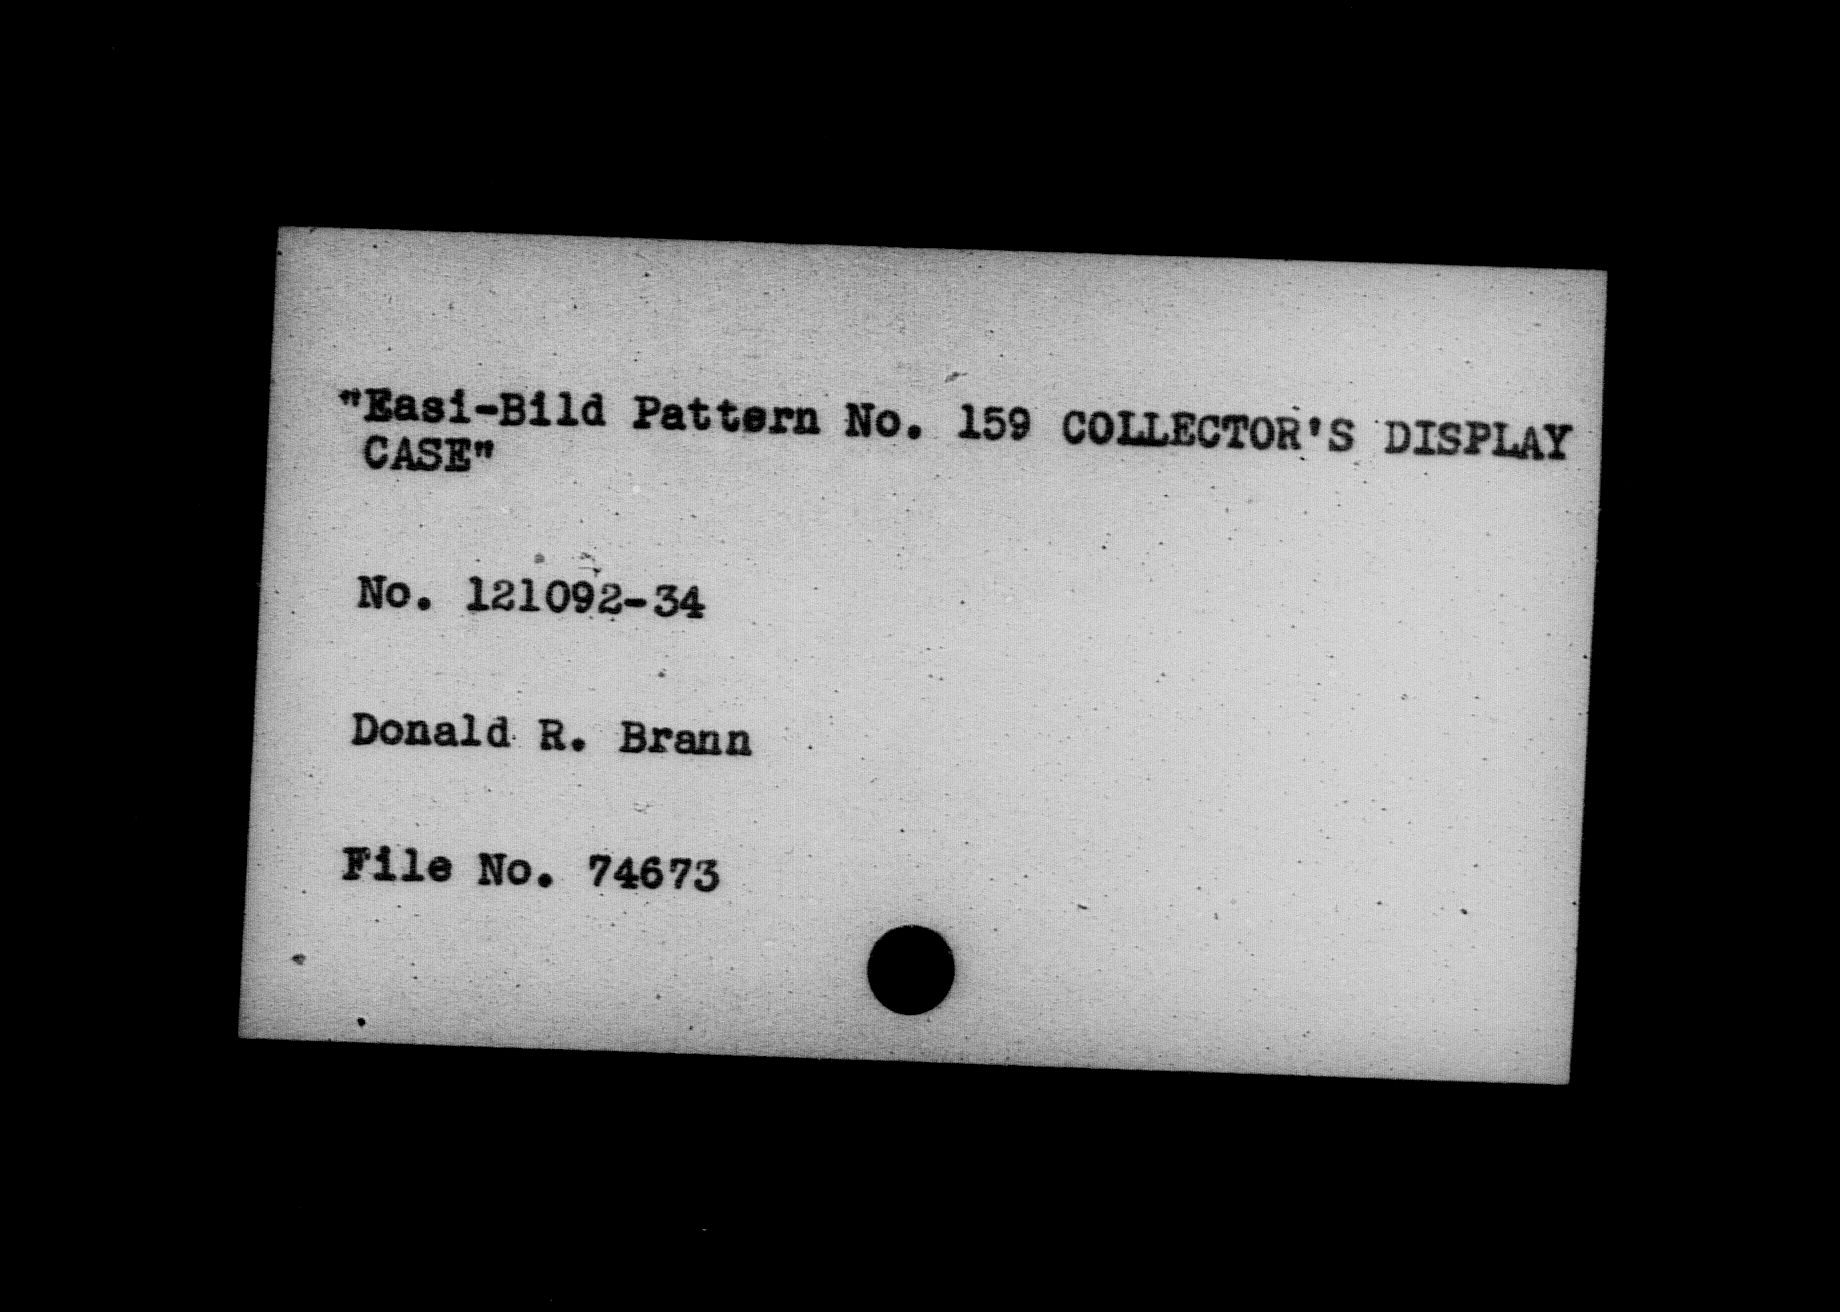 "Easi-Bild Pattern No. 159 COLLECTOR'S DISPLAY
CASE"
No. 121092-34
Donald R. Brann
File No. 74673